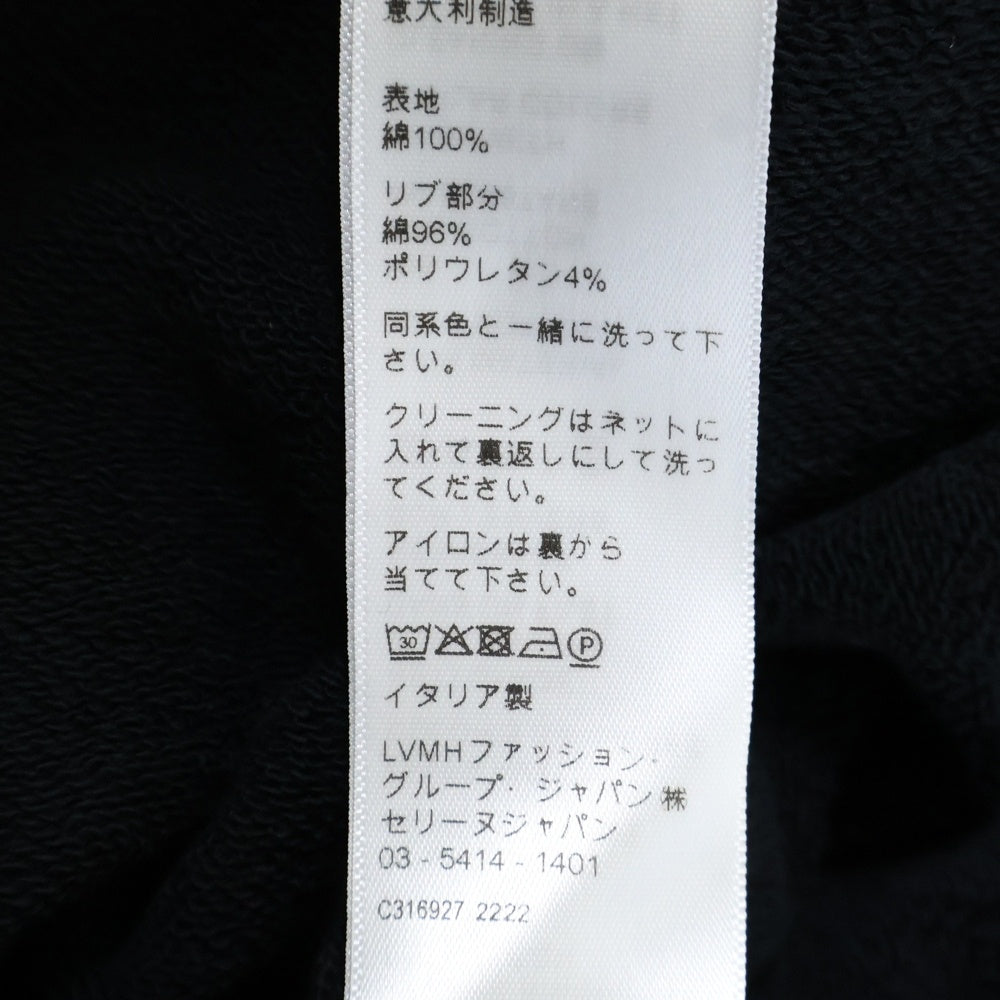 意大利制造
表地
綿100%
リブ部分
綿96%
ポリウレタン4%
同系色と一緒に洗って下
さい。
クリーニングはネットに
入れて裏返しにして洗っ
てください。
アイロンは裏から
当てて下さい。
30 P
イタリア製
LVMHファッション・
グループ・ジャパン㈱
セリーヌジャパン
03 - 5414 - 1401
C316927 2222